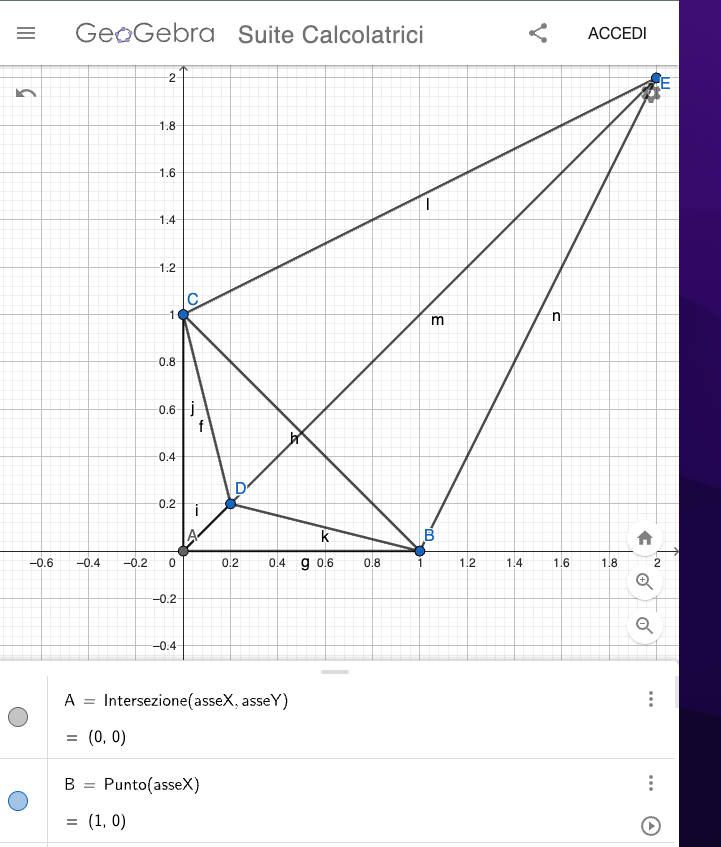 GeoGebra Suite Calcolatrici ACCEDI
2
E
1.8
1.6
1.4
l
1.2
C
1
m
n
0.8
0.6
j
f
h
0.4
D
0.2
i
A
k
B
−0.6 −0.4 −0.2 0 0.2 0.4 0.6 0.8 1 1.2 1.4 1.6 1.8 2
g
−0.2
−0.4
A = Intersezione(asseX, asseY)
= (0, 0)
B = Punto(asseX)
= (1, 0)